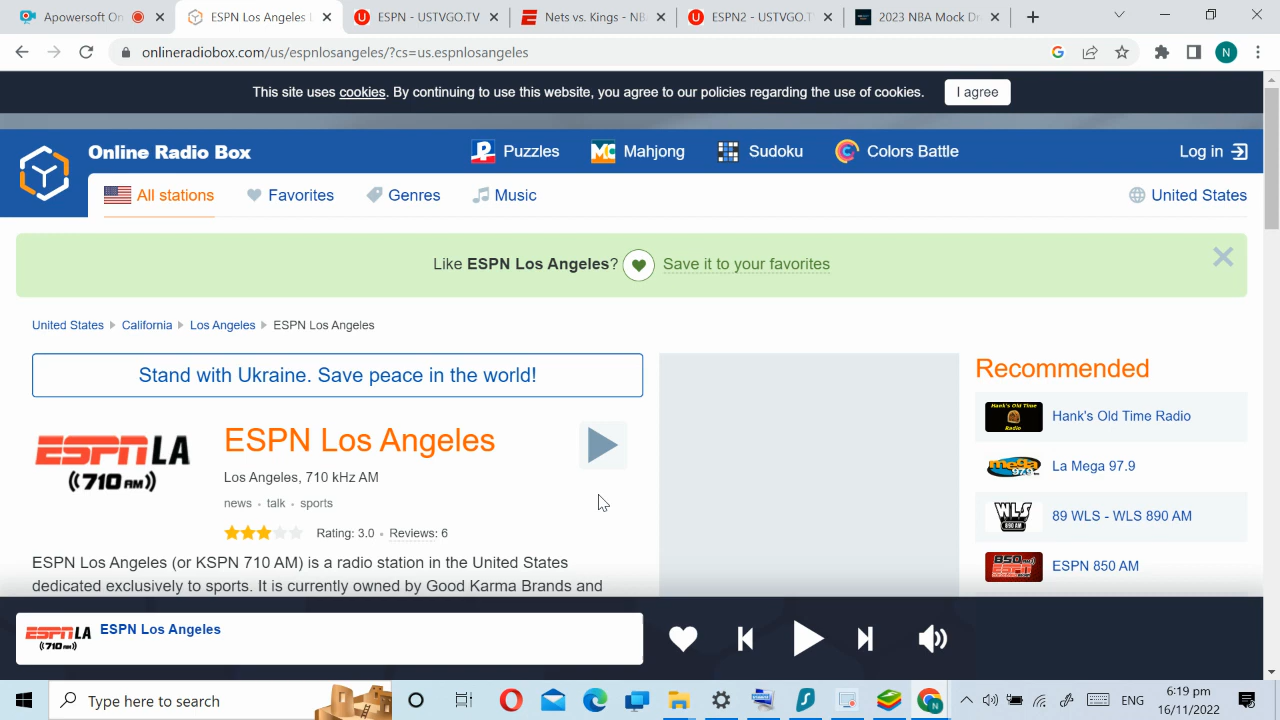 Apowersoft On
ESPN Los Angeles
ESPN - USTVGO.TV
Nets vs. Kings - NB
ESPN2 - USTVGO.T
2023 NBA Mock Dr
onlineradiobox.com/us/espnlosangeles/?cs=us.espnlosangeles
N
This site uses cookies. By continuing to use this website, you agree to our policies regarding the use of cookies.
I agree
Online Radio Box
Puzzles
Mahjong
Sudoku
Colors Battle
Log in
All stations
Favorites
Genres
Music
United States
Like ESPN Los Angeles? Save it to your favorites
United States
California
Los Angeles
ESPN Los Angeles
Stand with Ukraine. Save peace in the world!
Recommended
Hank's Old Time Radio
Hank's Old Time Radio
ESPN LA
710 AM
ESPN Los Angeles
Los Angeles, 710 kHz AM
news • talk • sports
Rating: 3.0 • Reviews: 6
La Mega 97.9
WLS
89 WLS - WLS 890 AM
ESPN 850 AM
ESPN Los Angeles (or KSPN 710 AM) is a radio station in the United States
dedicated exclusively to sports. It is currently owned by Good Karma Brands and
ESPN LA
710 AM
ESPN Los Angeles
Type here to search
ENG
6:19 pm
16/11/2022